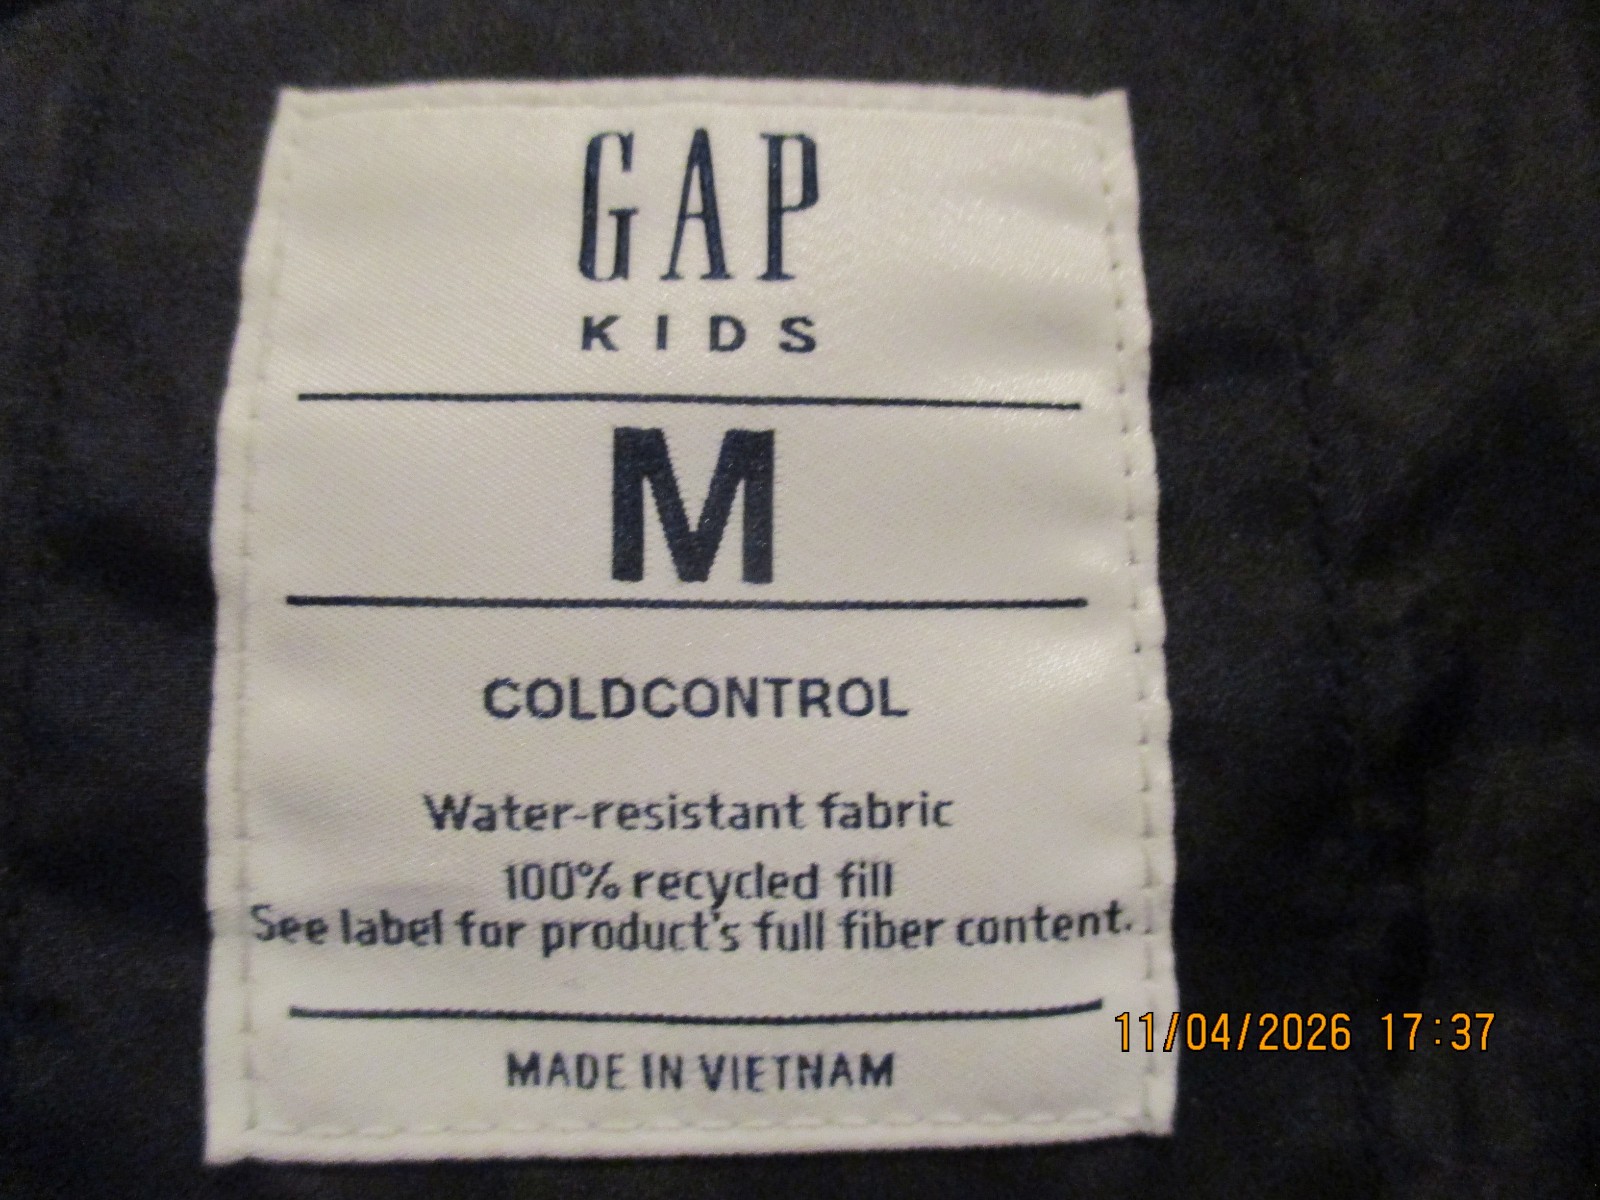 GAP
KIDS
M
COLDCONTROL
Water-resistant fabric
100% recycled fill
See label for product's full fiber content.
MADE IN VIETNAM
11/04/2026 17:37